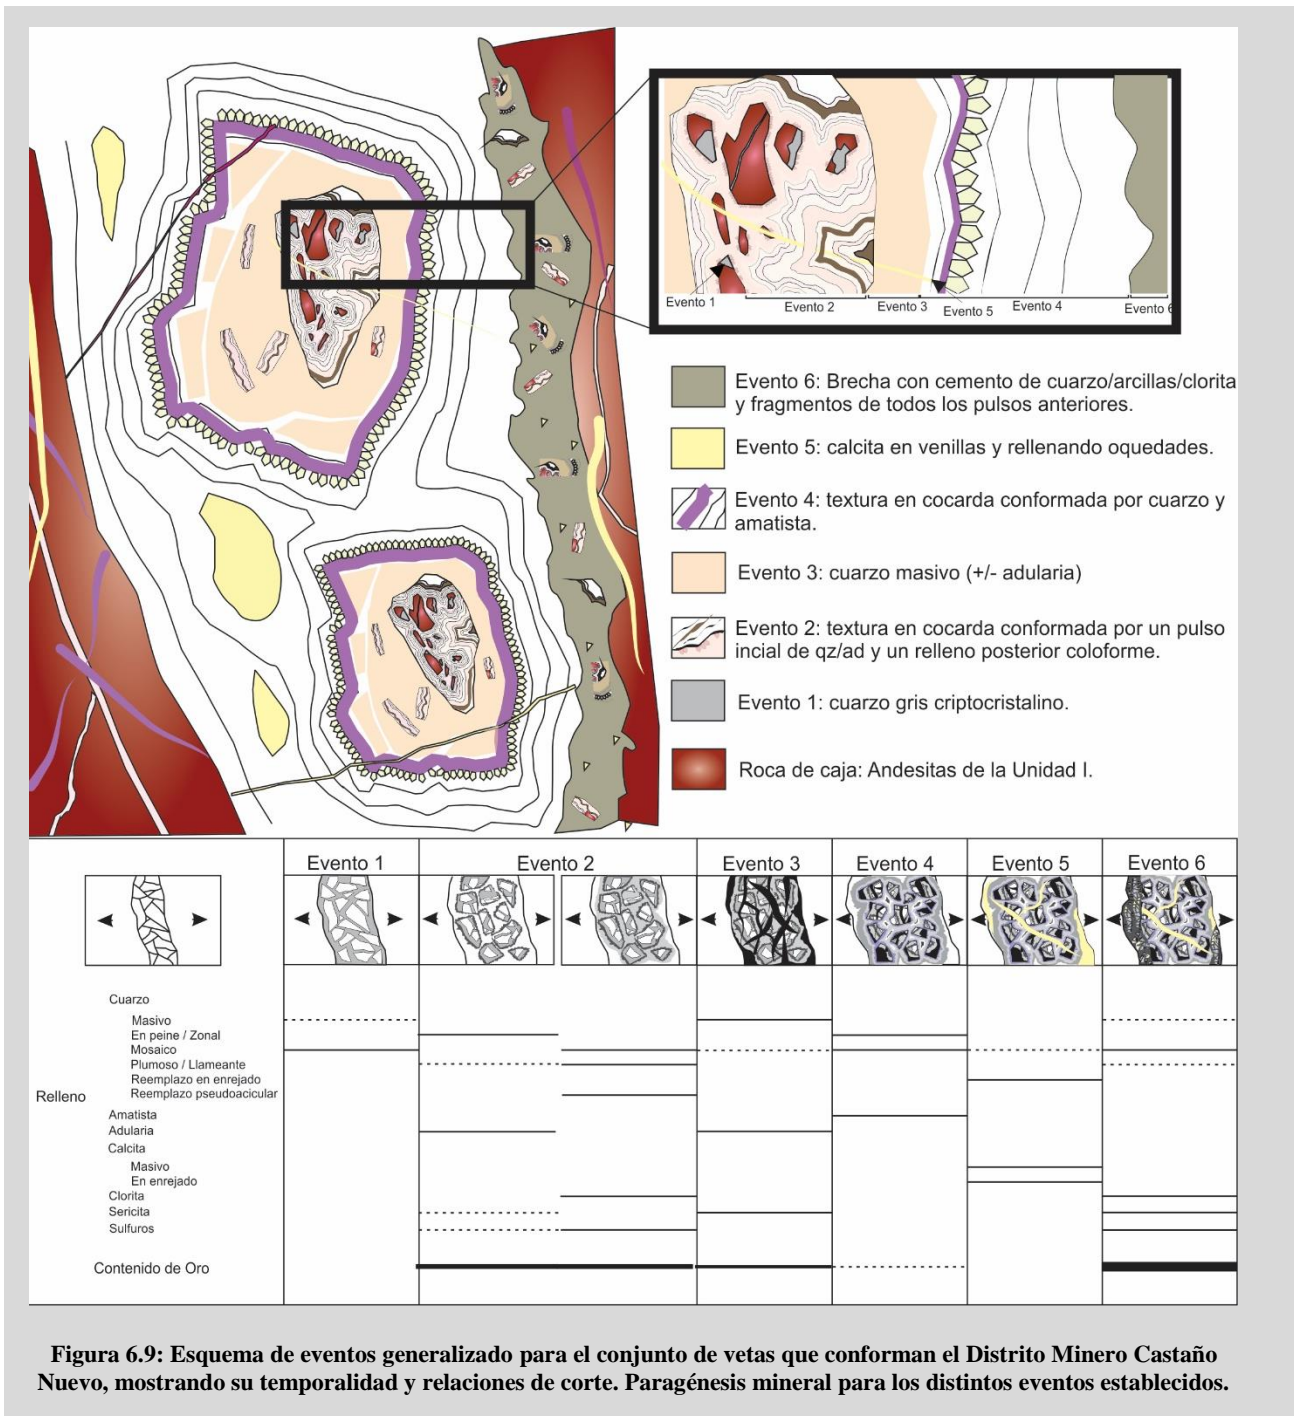 Evento 1
Evento 2
Evento 3
Evento 5
Evento 4
Evento 6
Evento 6: Brecha con cemento de cuarzo/arcillas/clorita
y fragmentos de todos los pulsos anteriores.
Evento 5: calcita en venillas y rellenando oquedades.
Evento 4: textura en cocarda conformada por cuarzo y
amatista.
Evento 3: cuarzo masivo (+/- adularia)
Evento 2: textura en cocarda conformada por un pulso
incial de qz/ad y un relleno posterior coloforme.
Evento 1: cuarzo gris criptocristalino.
Roca de caja: Andesitas de la Unidad I.
Evento 1
Evento 2
Evento 3
Evento 4
Evento 5
Evento 6
Relleno
Cuarzo
Masivo
En peine / Zonal
Mosaico
Plumoso / Llameante
Reemplazo en enrejado
Reemplazo pseudoacicular
Amatista
Adularia
Calcita
Masivo
En enrejado
Clorita
Sericita
Sulfuros
Contenido de Oro
Figura 6.9: Esquema de eventos generalizado para el conjunto de vetas que conforman el Distrito Minero Castaño
Nuevo, mostrando su temporalidad y relaciones de corte. Paragénesis mineral para los distintos eventos establecidos.